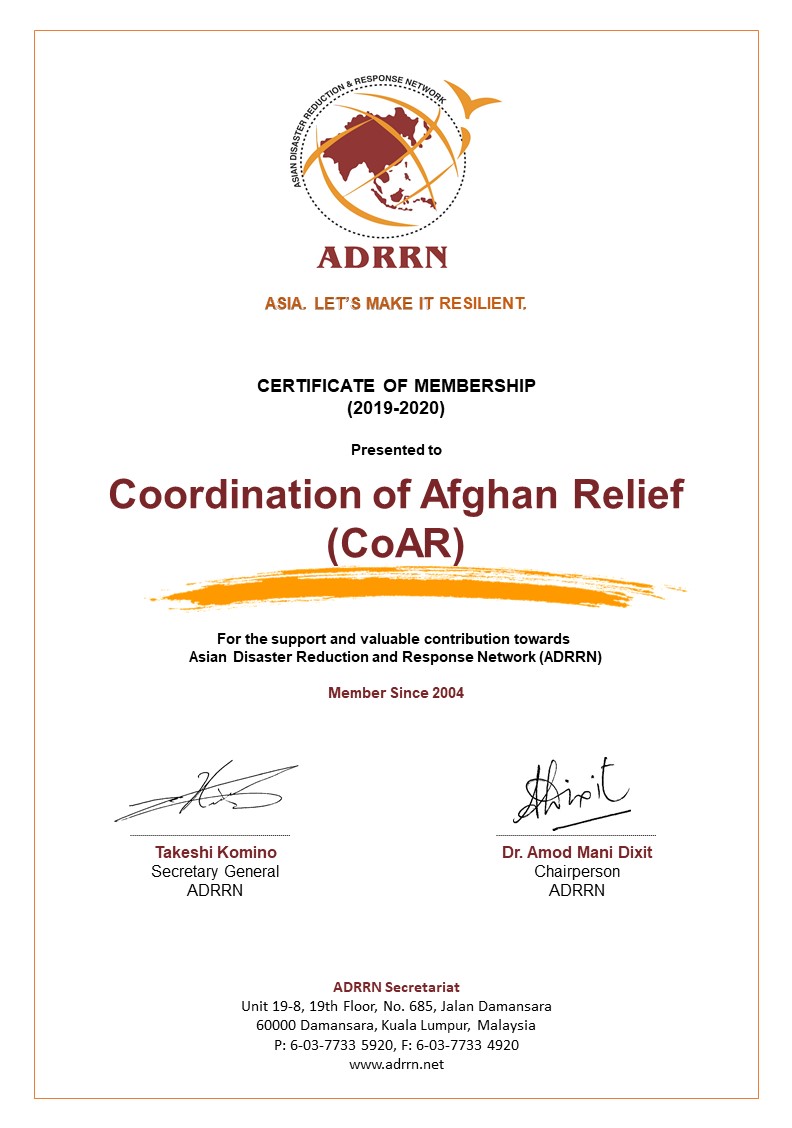 ASIAN DISASTER REDUCTION & RESPONSE NETWORK
ADRRN
ASIA. LET'S MAKE IT RESILIENT.
CERTIFICATE OF MEMBERSHIP
(2019-2020)
Presented to
Coordination of Afghan Relief
(CoAR)
For the support and valuable contribution towards
Asian Disaster Reduction and Response Network (ADRRN)
Member Since 2004
Takeshi Komino
Secretary General
ADRRN
Dr. Amod Mani Dixit
Chairperson
ADRRN
ADRRN Secretariat
Unit 19-8, 19th Floor, No. 685, Jalan Damansara
60000 Damansara, Kuala Lumpur, Malaysia
P: 6-03-7733 5920, F: 6-03-7733 4920
www.adrrn.net